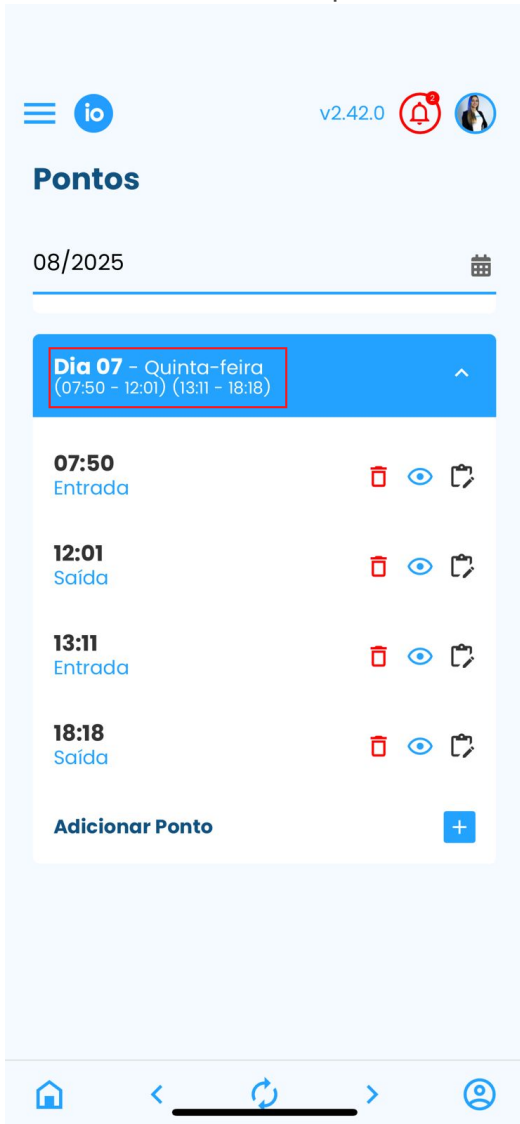 io
v2.42.0
2
Pontos
08/2025
Dia 07 - Quinta-feira
(07:50 - 12:01) (13:11 - 18:18)
07:50
Entrada
12:01
Saída
13:11
Entrada
18:18
Saída
Adicionar Ponto